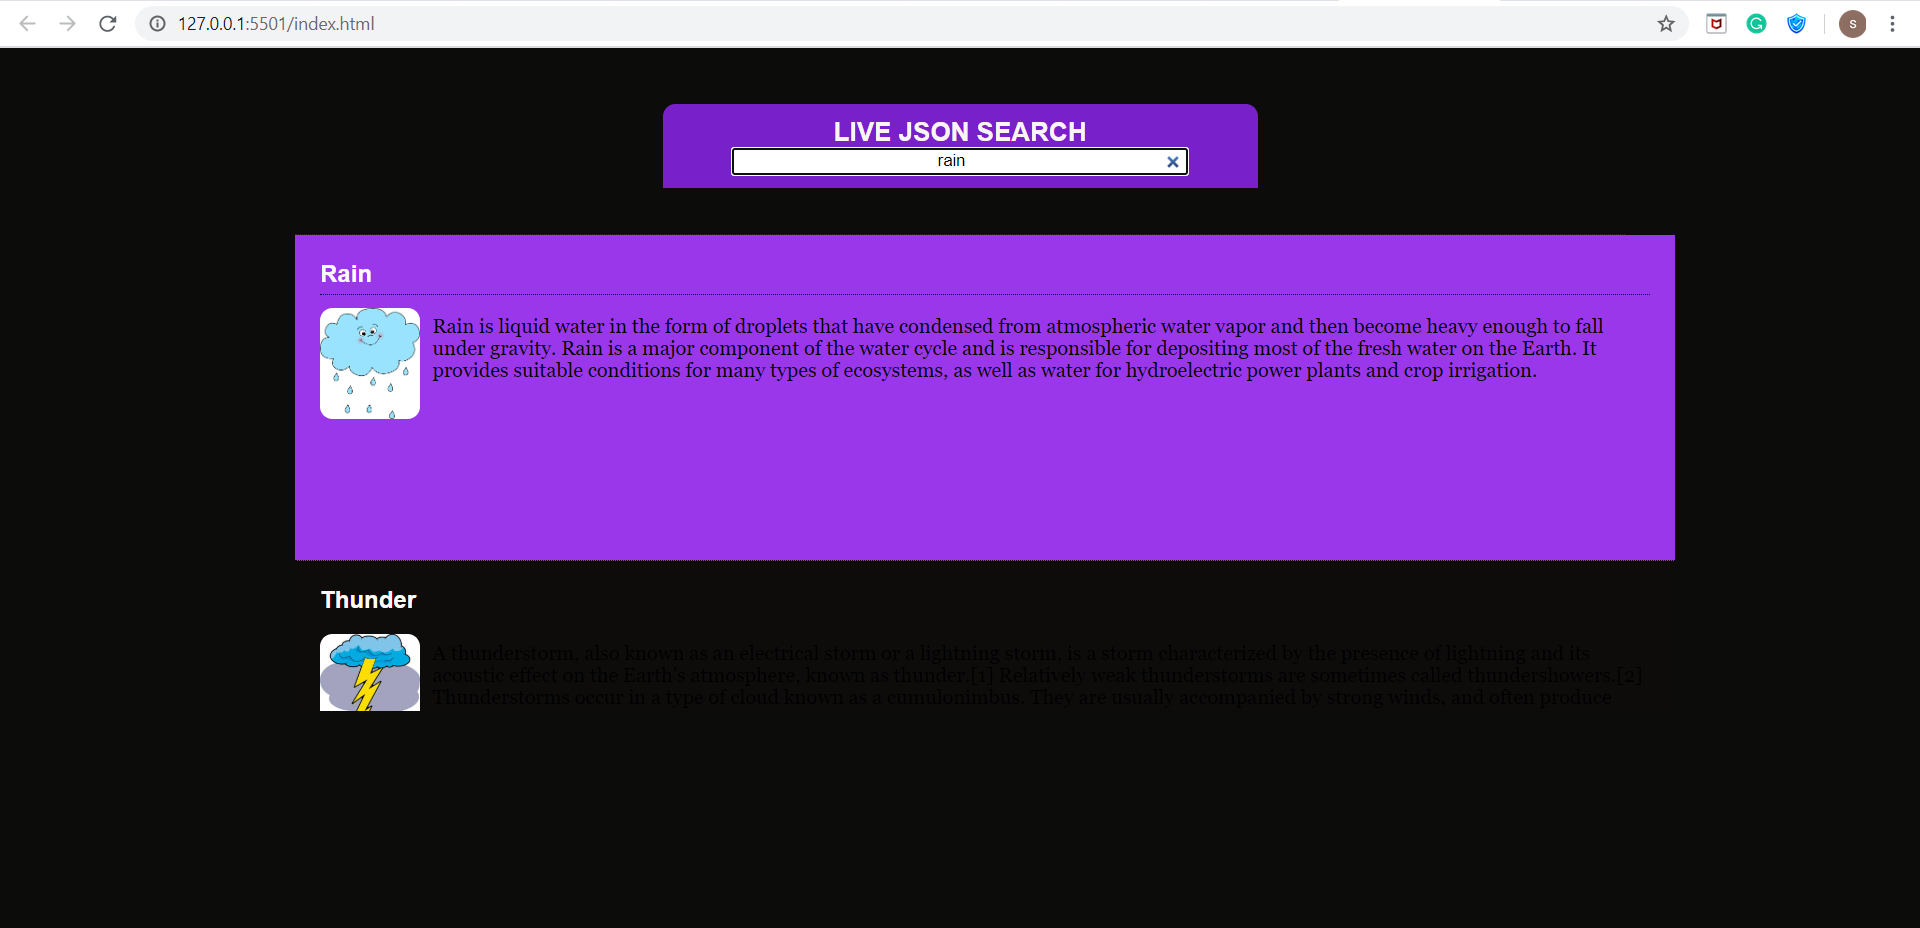 127.0.0.1:5501/index.html
s
LIVE JSON SEARCH
rain
Rain
Rain is liquid water in the form of droplets that have condensed from atmospheric water vapor and then become heavy enough to fall
under gravity. Rain is a major component of the water cycle and is responsible for depositing most of the fresh water on the Earth. It
provides suitable conditions for many types of ecosystems, as well as water for hydroelectric power plants and crop irrigation.
Thunder
A thunderstorm, also known as an electrical storm or a lightning storm, is a storm characterized by the presence of lightning and its
acoustic effect on the Earth's atmosphere, known as thunder.[1] Relatively weak thunderstorms are sometimes called thundershowers.[2]
Thunderstorms occur in a type of cloud known as a cumulonimbus. They are usually accompanied by strong winds, and often produce